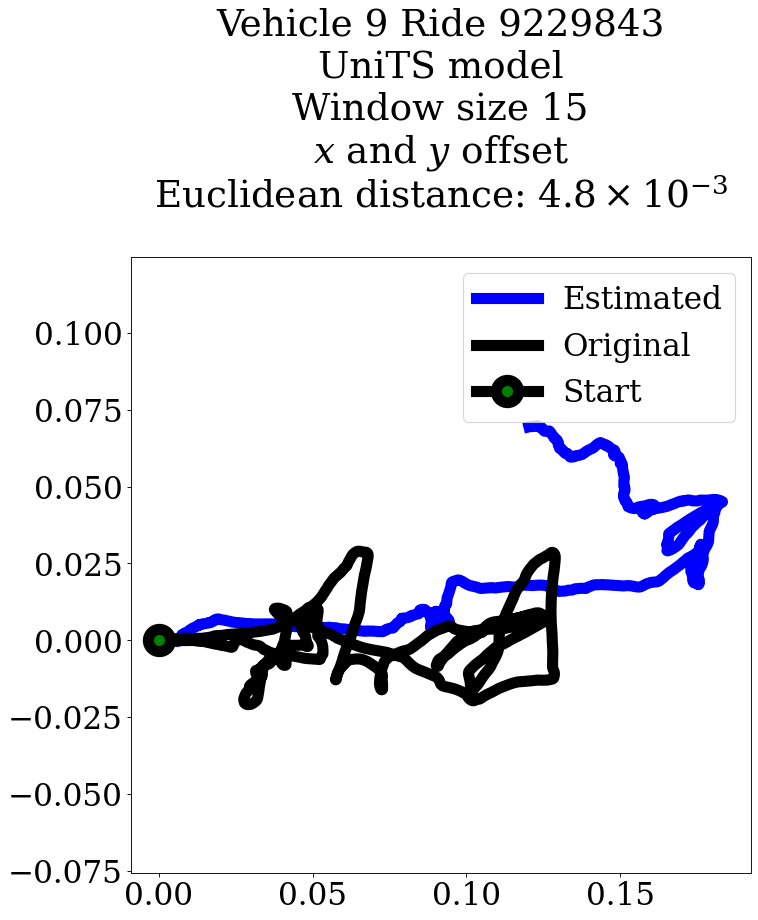 Vehicle 9 Ride 9229843
UniTS model
Window size 15
x and y offset
Euclidean distance: 4.8 × 10⁻³
Estimated
Original
Start
0.100
0.075
0.050
0.025
0.000
−0.025
−0.050
−0.075
0.00 0.05 0.10 0.15